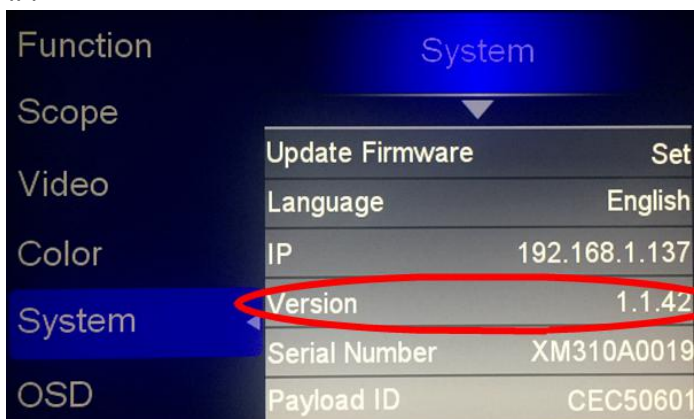 Function
System
Scope
Update Firmware Set
Video
Language English
Color
IP 192.168.1.137
Version 1.1.42
System
Serial Number XM310A0019
OSD
Payload ID CEC50601